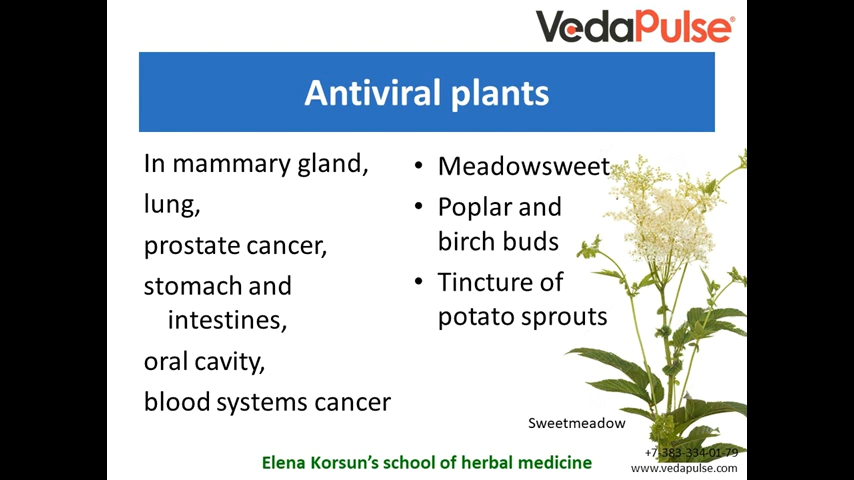 VedaPulse®
Antiviral plants
In mammary gland,
lung,
prostate cancer,
stomach and
intestines,
oral cavity,
blood systems cancer
• Meadowsweet
• Poplar and
birch buds
• Tincture of
potato sprouts
Sweetmeadow
Elena Korsun's school of herbal medicine
+7-383-334-01-79
www.vedapulse.com